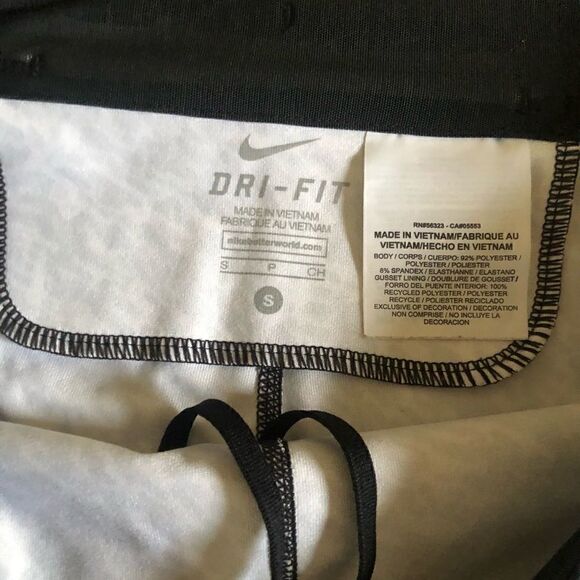 DRI-FIT
MADE IN VIETNAM
FABRIQUE AU VIETNAM
nikebetterworld.com
S P CH
S
RN#56323 - CA#05553
MADE IN VIETNAM/FABRIQUE AU
VIETNAM/HECHO EN VIETNAM
BODY / CORPS / CUERPO: 92% POLYESTER /
POLYESTER / POLIESTER
8% SPANDEX / ELASTHANNE / ELASTANO
GUSSET LINING / DOUBLURE DE GOUSSET /
FORRO DEL PUENTE INTERIOR: 100%
RECYCLED POLYESTER / POLYESTER
RECYCLE / POLIESTER RECICLADO
EXCLUSIVE OF DECORATION / DECORATION
NON COMPRISE / NO INCLUYE LA
DECORACION